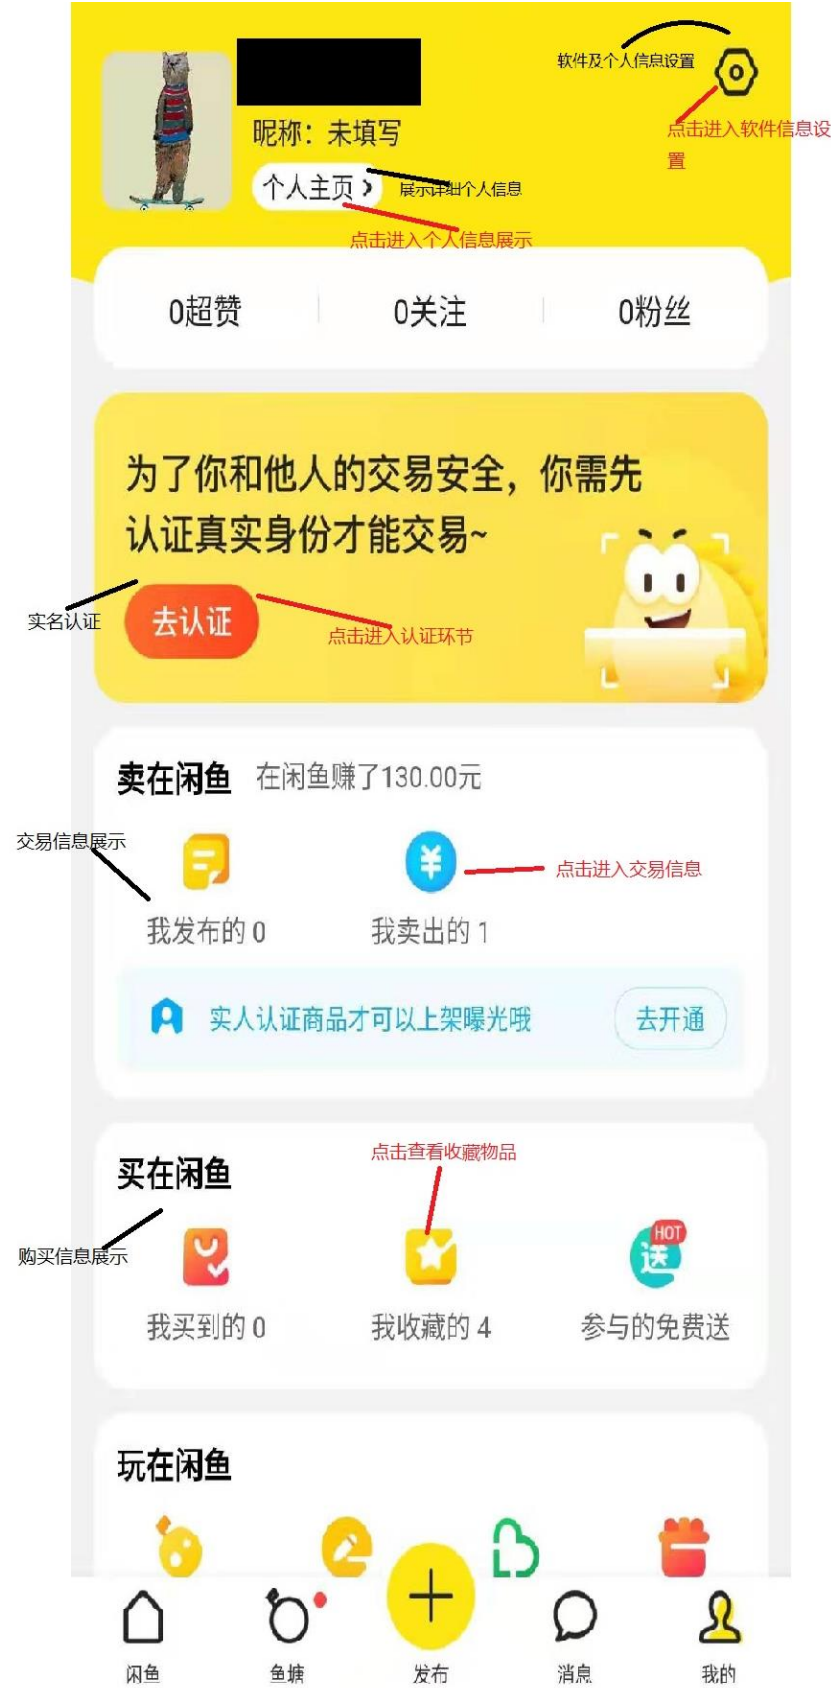 软件及个人信息设置
点击进入软件信息设
置
昵称：未填写
个人主页
展示详细个人信息
点击进入个人信息展示
0超赞
0关注
0粉丝
为了你和他人的交易安全，你需先
认证真实身份才能交易~
实名认证
去认证
点击进入认证环节
卖在闲鱼
在闲鱼赚了130.00元
交易信息展示
点击进入交易信息
我发布的 0
我卖出的 1
实人认证商品才可以上架曝光哦
去开通
点击查看收藏物品
买在闲鱼
购买信息展示
HOT
送
我买到的 0
我收藏的 4
参与的免费送
玩在闲鱼
闲鱼
鱼塘
发布
消息
我的